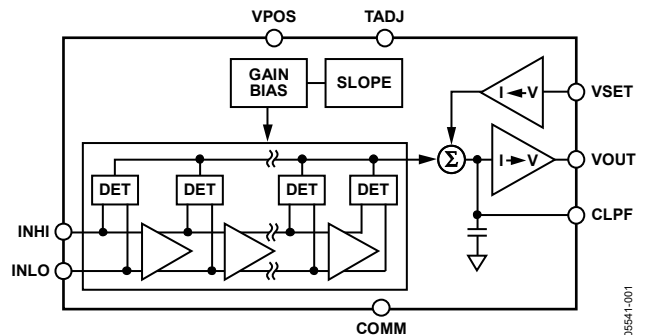 VPOS TADJ
GAIN
BIAS
SLOPE
I V
VSET
DET DET DET DET
Σ
I V
VOUT
CLPF
INHI
INLO
COMM
05541-001